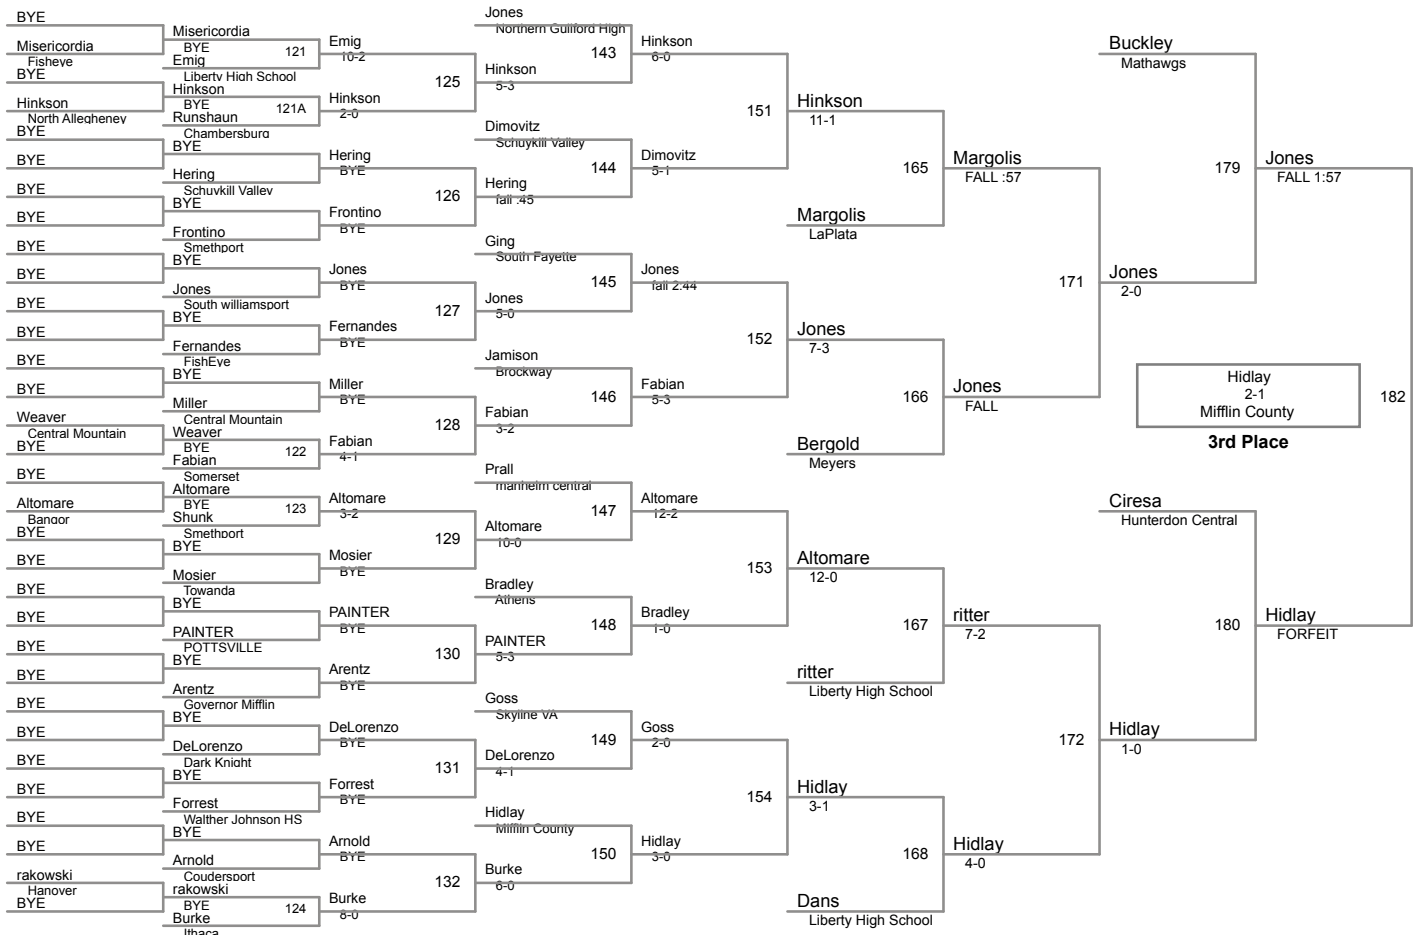 BYE
Misericordia
Fisheye
BYE
Hinkson
North Allegheney
BYE
BYE
BYE
BYE
BYE
BYE
BYE
BYE
BYE
BYE
Weaver
Central Mountain
BYE
BYE
Altomare
Bangor
BYE
BYE
BYE
BYE
BYE
BYE
BYE
BYE
BYE
BYE
BYE
BYE
rakowski
Hanover
BYE
Misericordia
BYE
121
Emig
Liberty High School
Hinkson
BYE
121A
Runshaun
Chambersburg
BYE
Hering
Schuykill Valley
BYE
Frontino
Smethport
BYE
Jones
South williamsport
BYE
Fernandes
FishEye
BYE
Miller
Central Mountain
Weaver
BYE
122
Fabian
Somerset
Altomare
BYE
123
Shunk
Smethport
BYE
Mosier
Towanda
BYE
PAINTER
POTTSVILLE
BYE
Arentz
Governor Mifflin
BYE
DeLorenzo
Dark Knight
BYE
Forrest
Walther Johnson HS
BYE
Arnold
Coudersport
rakowski
BYE
124
Burke
Ithaca
Emig
10-2
125
Hinkson
2-0
Hering
BYE
126
Frontino
BYE
Jones
BYE
127
Fernandes
BYE
Miller
BYE
128
Fabian
4-1
Altomare
3-2
129
Mosier
BYE
PAINTER
BYE
130
Arentz
BYE
DeLorenzo
BYE
131
Forrest
BYE
Arnold
BYE
132
Burke
8-0
Jones
Northern Guilford High
143
Hinkson
5-3
Dimovitz
Schuykill Valley
144
Hering
fall :45
Ging
South Fayette
145
Jones
5-0
Jamison
Brockway
146
Fabian
3-2
Prall
manheim central
147
Altomare
10-0
Bradley
Athens
148
PAINTER
5-3
Goss
Skyline VA
149
DeLorenzo
4-1
Hidlay
Mifflin County
150
Burke
6-0
Hinkson
6-0
151
Dimovitz
5-1
Jones
fall 2:44
152
Fabian
5-3
Altomare
12-2
153
Bradley
1-0
Goss
2-0
154
Hidlay
3-0
Hinkson
11-1
165
Margolis
LaPlata
Jones
7-3
166
Bergold
Meyers
Altomare
12-0
167
ritter
Liberty High School
Hidlay
3-1
168
Dans
Liberty High School
Margolis
FALL :57
171
Jones
FALL
ritter
7-2
172
Hidlay
4-0
Buckley
Mathawgs
179
Jones
2-0
Ciresa
Hunterdon Central
180
Hidlay
1-0
Jones
FALL 1:57
182
Hidlay
FORFEIT
Hidlay
2-1
Mifflin County
3rd Place